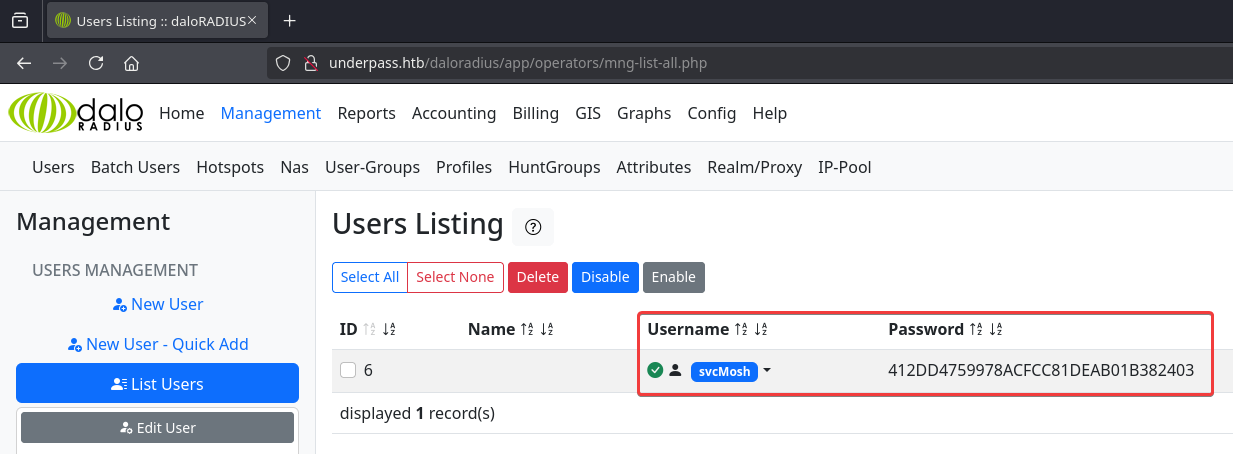 Users Listing :: daloRADIUS
underpass.htb/daloradius/app/operators/mng-list-all.php
dalo RADIUS Home Management Reports Accounting Billing GIS Graphs Config Help
Users Batch Users Hotspots Nas User-Groups Profiles HuntGroups Attributes Realm/Proxy IP-Pool
Management
USERS MANAGEMENT
New User
New User - Quick Add
List Users
Edit User
Users Listing
Select All Select None Delete Disable Enable
ID Name Username Password
6 svcMosh 412DD4759978ACFCC81DEAB01B382403
displayed 1 record(s)